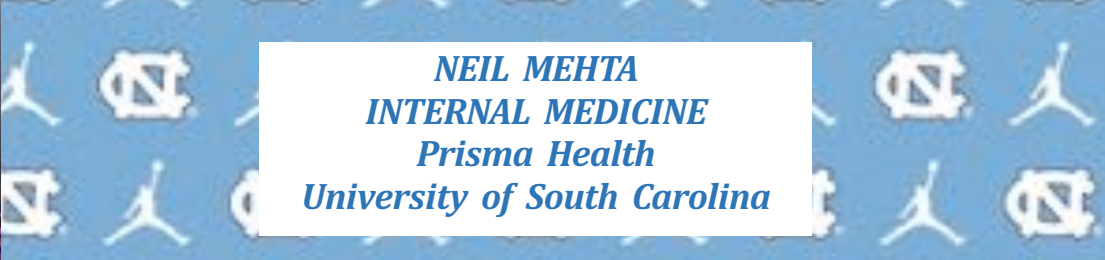 NEIL MEHTA
INTERNAL MEDICINE
Prisma Health
University of South Carolina